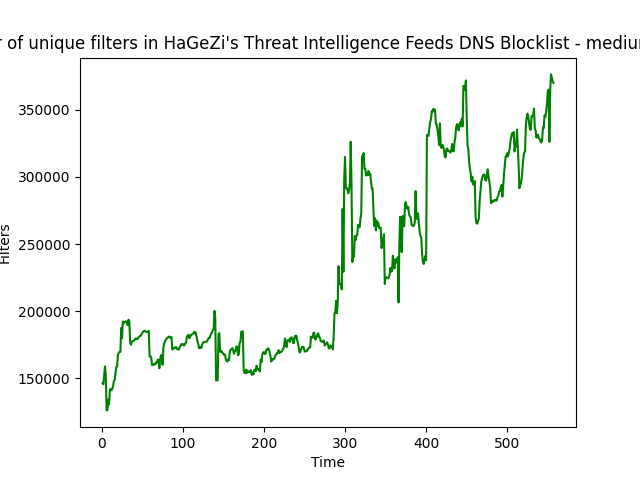 of unique filters in HaGeZi's Threat Intelligence Feeds DNS Blocklist - medium
Filters
350000
300000
250000
200000
150000
0 100 200 300 400 500
Time